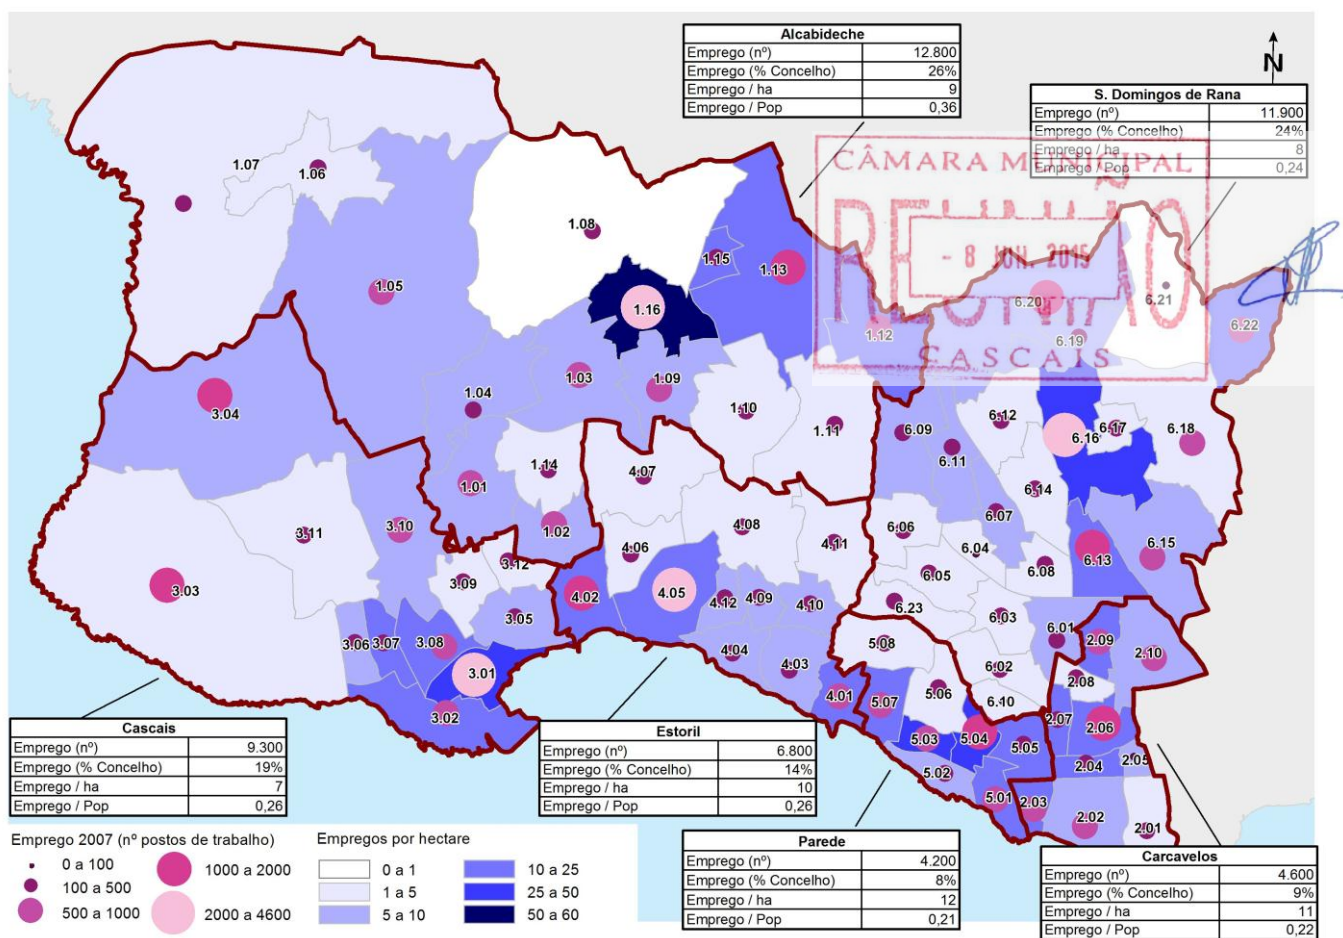 Alcabideche
Emprego (nº) 12.800
Emprego (% Concelho) 26%
Emprego / ha 9
Emprego / Pop 0,36
N
S. Domingos de Rana
Emprego (nº) 11.900
Emprego (% Concelho) 24%
Emprego / ha 8
Emprego / Pop 0,24
CÂMARA MUNICIPAL
REUNIÃO
- 8 JUN. 2015
CASCAIS
1.07
1.06
1.08
1.15
1.13
1.05
1.16
1.12
6.20
6.21
6.19
6.22
3.04
1.04
1.03
1.09
1.10
1.11
6.09
6.11
6.12
6.16
6.17
6.18
1.01
1.14
4.07
6.14
3.11
3.10
1.02
4.08
4.11
6.06
6.07
6.04
6.13
6.15
3.03
3.09
3.12
4.06
6.05
6.08
4.02
4.05
4.12
4.09
4.10
6.23
6.03
3.05
3.06
3.07
3.08
3.01
3.02
4.04
4.03
4.01
5.08
6.02
6.01
2.09
2.10
5.07
5.06
6.10
2.08
2.07
2.06
5.03
5.04
5.05
5.02
5.01
2.04
2.05
2.03
2.02
2.01
Cascais
Emprego (nº) 9.300
Emprego (% Concelho) 19%
Emprego / ha 7
Emprego / Pop 0,26
Estoril
Emprego (nº) 6.800
Emprego (% Concelho) 14%
Emprego / ha 10
Emprego / Pop 0,26
Parede
Emprego (nº) 4.200
Emprego (% Concelho) 8%
Emprego / ha 12
Emprego / Pop 0,21
Carcavelos
Emprego (nº) 4.600
Emprego (% Concelho) 9%
Emprego / ha 11
Emprego / Pop 0,22
Emprego 2007 (nº postos de trabalho)
0 a 100
100 a 500
500 a 1000
1000 a 2000
2000 a 4600
Empregos por hectare
0 a 1
1 a 5
5 a 10
10 a 25
25 a 50
50 a 60